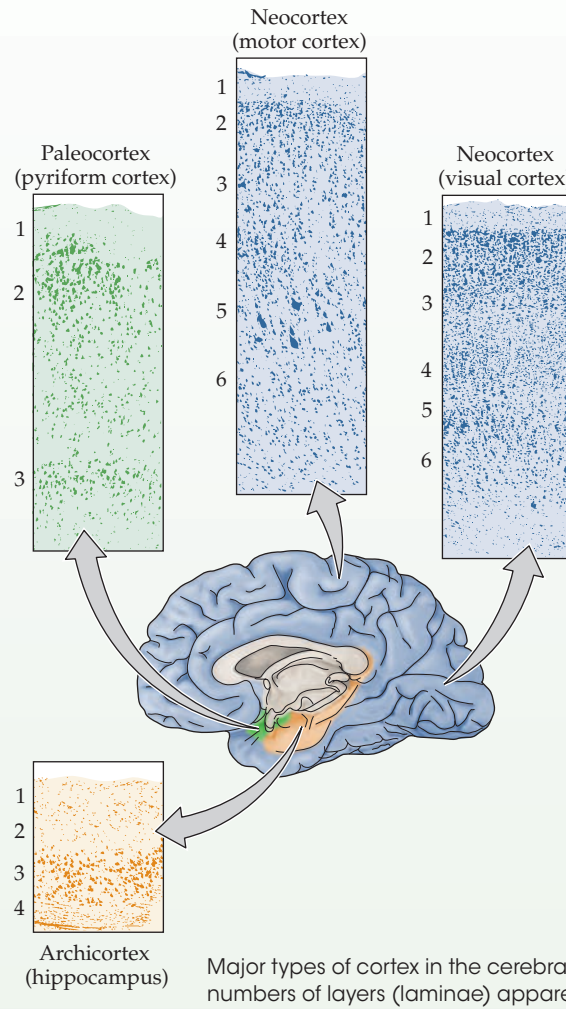 Neocortex
(motor cortex)
1
2
3
4
5
6
Paleocortex
(pyriform cortex)
1
2
3
Neocortex
(visual cortex
1
2
3
4
5
6
1
2
3
4
Archicortex
(hippocampus)
Major types of cortex in the cerebra
numbers of layers (laminae) appare